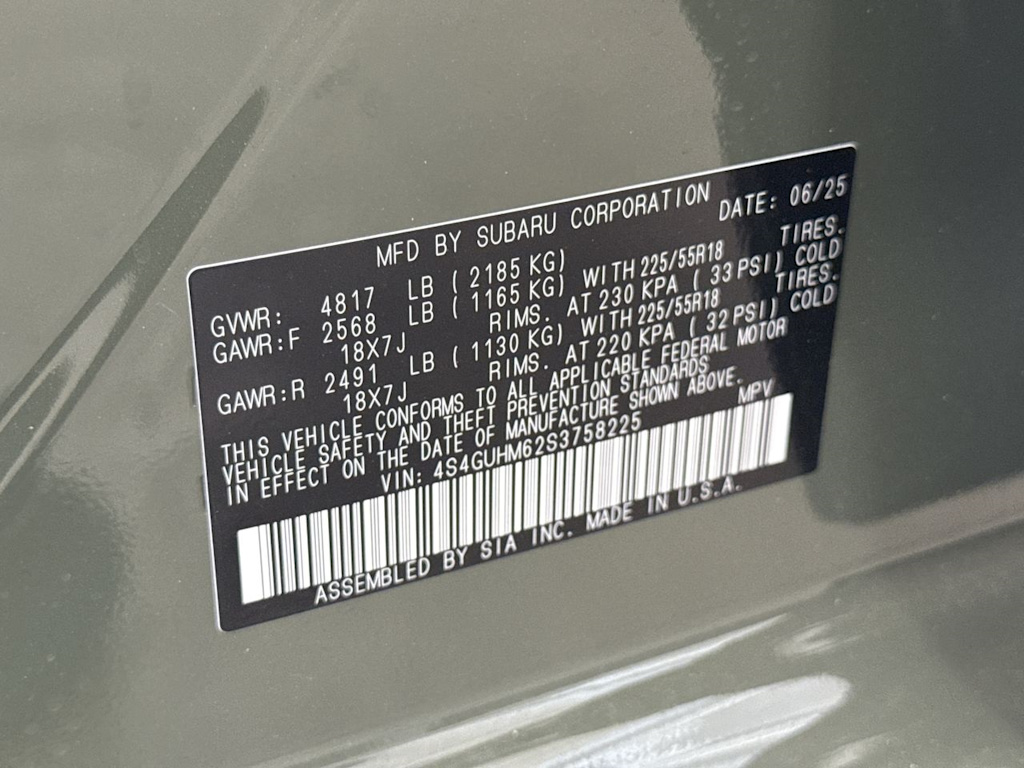 MFD BY SUBARU CORPORATION DATE: 06/25
GVWR: 4817 LB ( 2185 KG)
GAWR:F 2568 LB ( 1165 KG) WITH 225/55R18 TIRES.
18X7J RIMS. AT 230 KPA ( 33 PSI) COLD
GAWR:R 2491 LB ( 1130 KG) WITH 225/55R18 TIRES.
18X7J RIMS. AT 220 KPA ( 32 PSI) COLD
THIS VEHICLE CONFORMS TO ALL APPLICABLE FEDERAL MOTOR
VEHICLE SAFETY AND THEFT PREVENTION STANDARDS
IN EFFECT ON THE DATE OF MANUFACTURE SHOWN ABOVE.
VIN: 4S4GUHM62S3758225 MPV
ASSEMBLED BY SIA INC. MADE IN U.S.A.